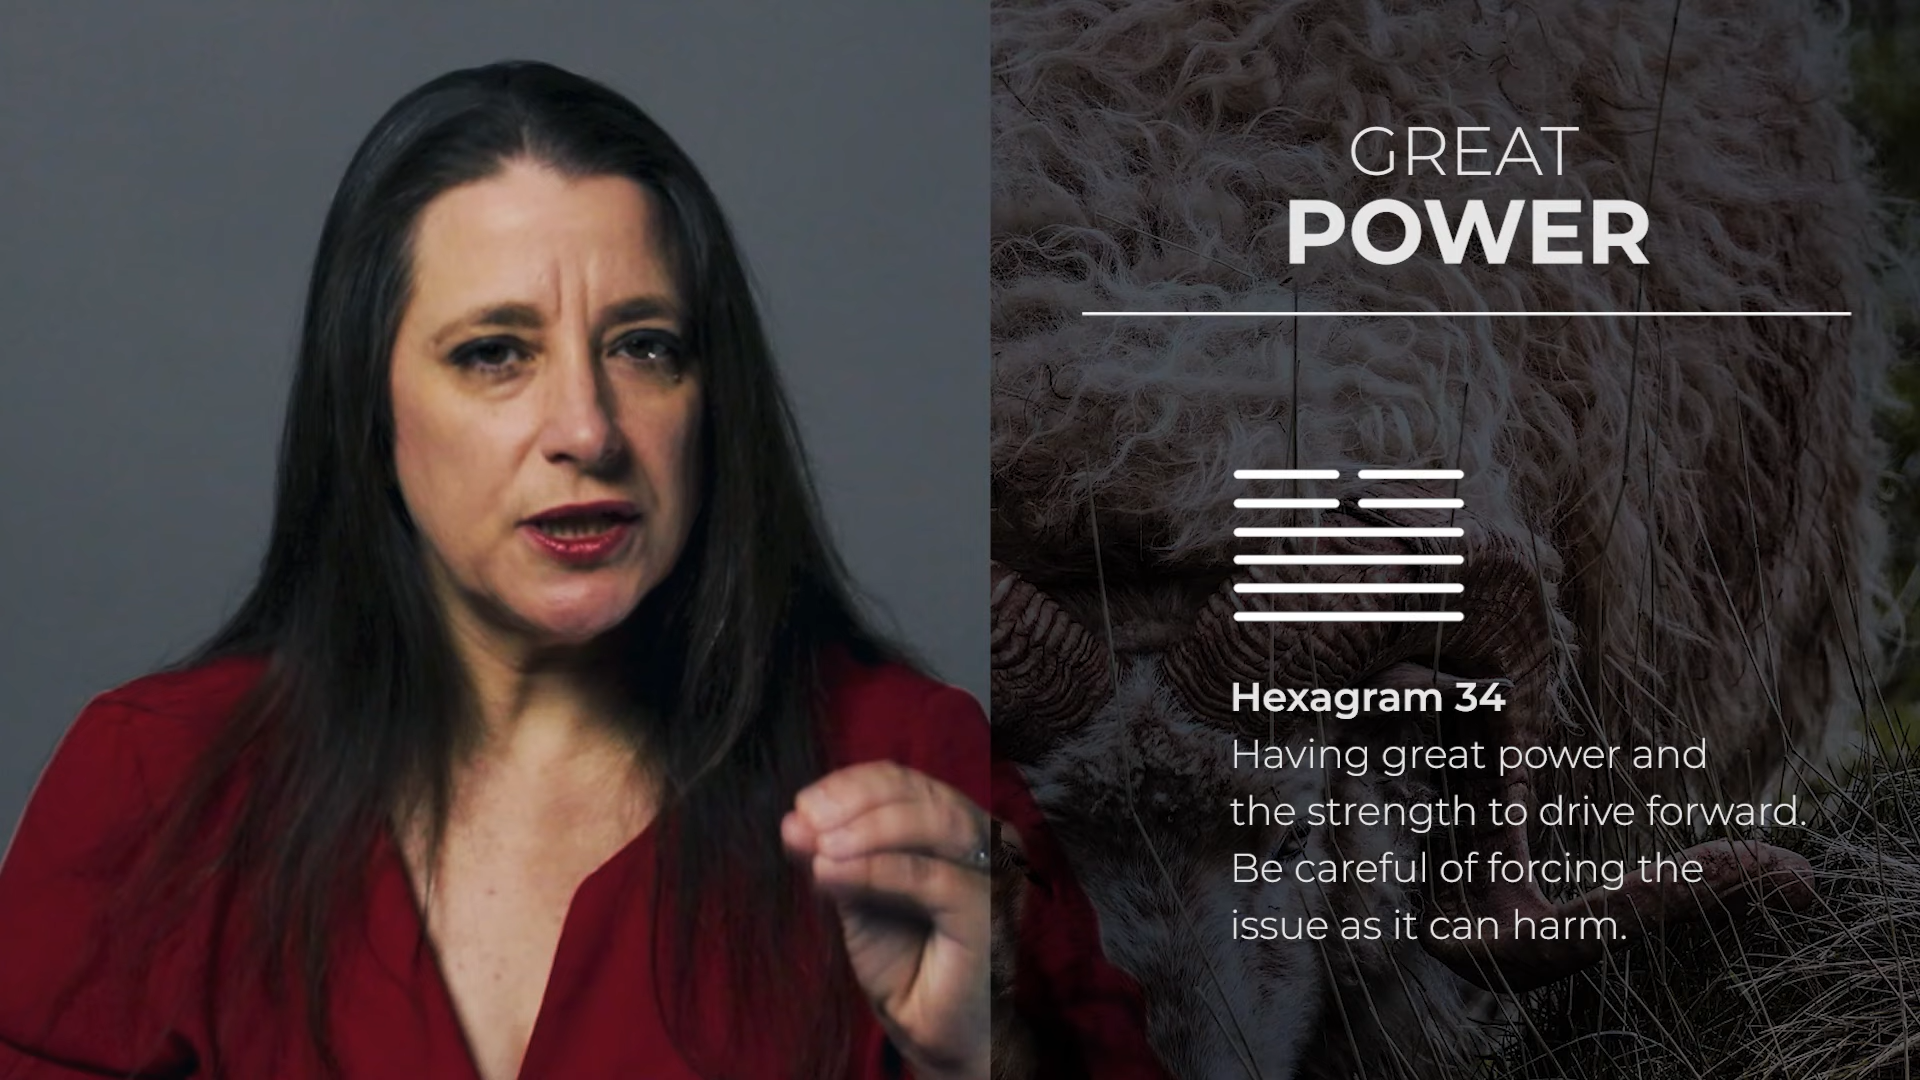 GREAT
POWER
Hexagram 34
Having great power and
the strength to drive forward.
Be careful of forcing the
issue as it can harm.